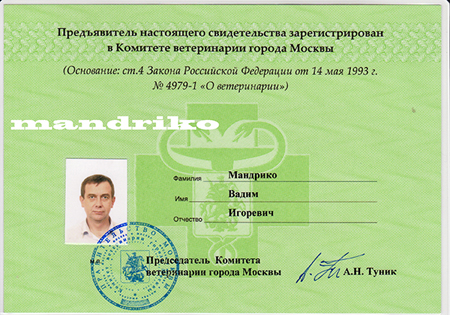 Предъявитель настоящего свидетельства зарегистрирован
в Комитете ветеринарии города Москвы
(Основание: ст.4 Закона Российской Федерации от 14 мая 1993 г.
№ 4979-1 «О ветеринарии»)
mandriko
Фамилия Мандрико
Имя Вадим
Отчество Игоревич
Председатель Комитета
ветеринарии города Москвы А.Н. Туник